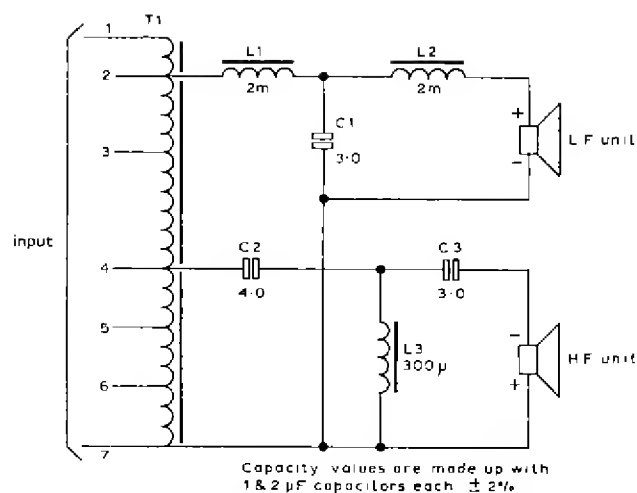 T1
1
L1
L2
2
2m
2m
C1
3·0
+
-
LF unit
3
input
4
C2
C3
4·0
3·0
5
L3
300μ
-
+
HF unit
6
7
Capacity values are made up with
1 & 2 μF capacitors each ± 2%